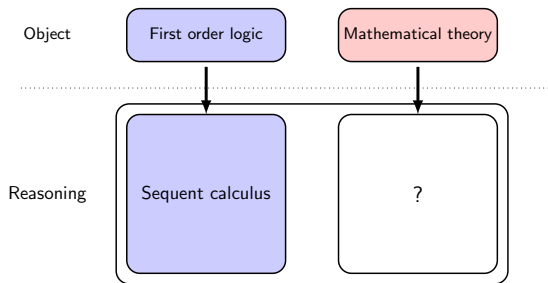 Object
First order logic
Mathematical theory
Reasoning
Sequent calculus
?